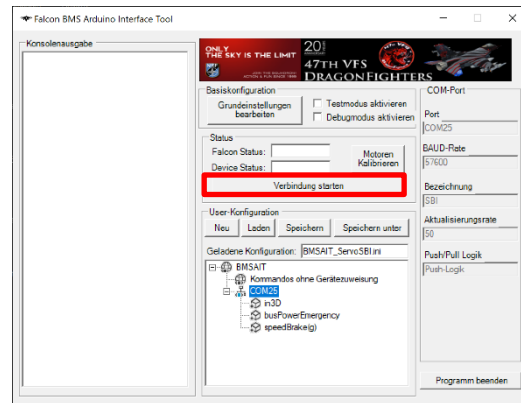 Falcon BMS Arduino Interface Tool
Konsolenausgabe
ONLY
THE SKY IS THE LIMIT
20
47TH VFS
DRAGONFIGHTERS
Basiskonfiguration
Grundeinstellungen
bearbeiten
Testmodus aktivieren
Debugmodus aktivieren
Status
Falcon Status:
Device Status:
Motoren
Kalibrieren
Verbindung starten
User-Konfiguration
Neu Laden Speichern Speichern unter
Geladene Konfiguration: BMSAIT_ServoSBI.ini
BMSAIT
Kommandos ohne Gerätezuweisung
COM25
in3D
busPowerEmergency
speedBrake(g)
COM-Port
Port
COM25
BAUD-Rate
57600
Bezeichnung
SBI
Aktualisierungsrate
50
Push/Pull Logik
Push-Logik
Programm beenden